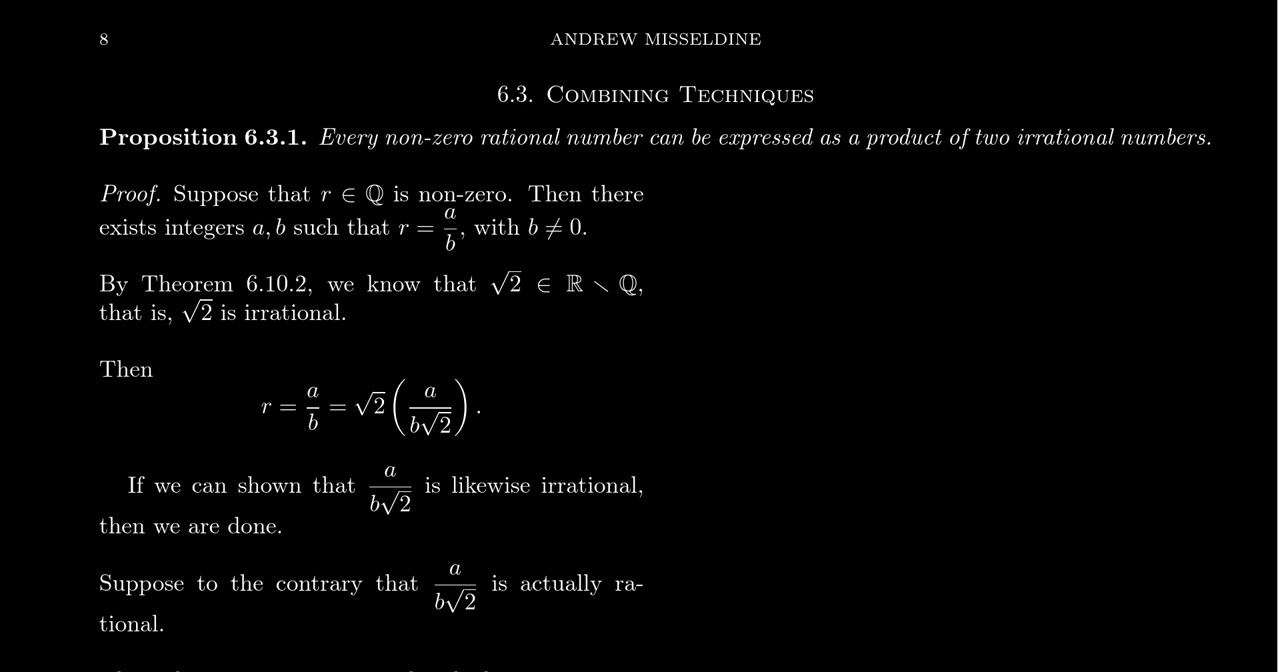 8 ANDREW MISSELDINE
6.3. COMBINING TECHNIQUES
Proposition 6.3.1. Every non-zero rational number can be expressed as a product of two irrational numbers.
Proof. Suppose that r ∈ ℚ is non-zero. Then there
exists integers a, b such that r = a/b, with b ≠ 0.
By Theorem 6.10.2, we know that √2 ∈ ℝ ∖ ℚ,
that is, √2 is irrational.
Then
r = a/b = √2 (a/(b√2)).
If we can shown that a/(b√2) is likewise irrational,
then we are done.
Suppose to the contrary that a/(b√2) is actually ra-
tional.